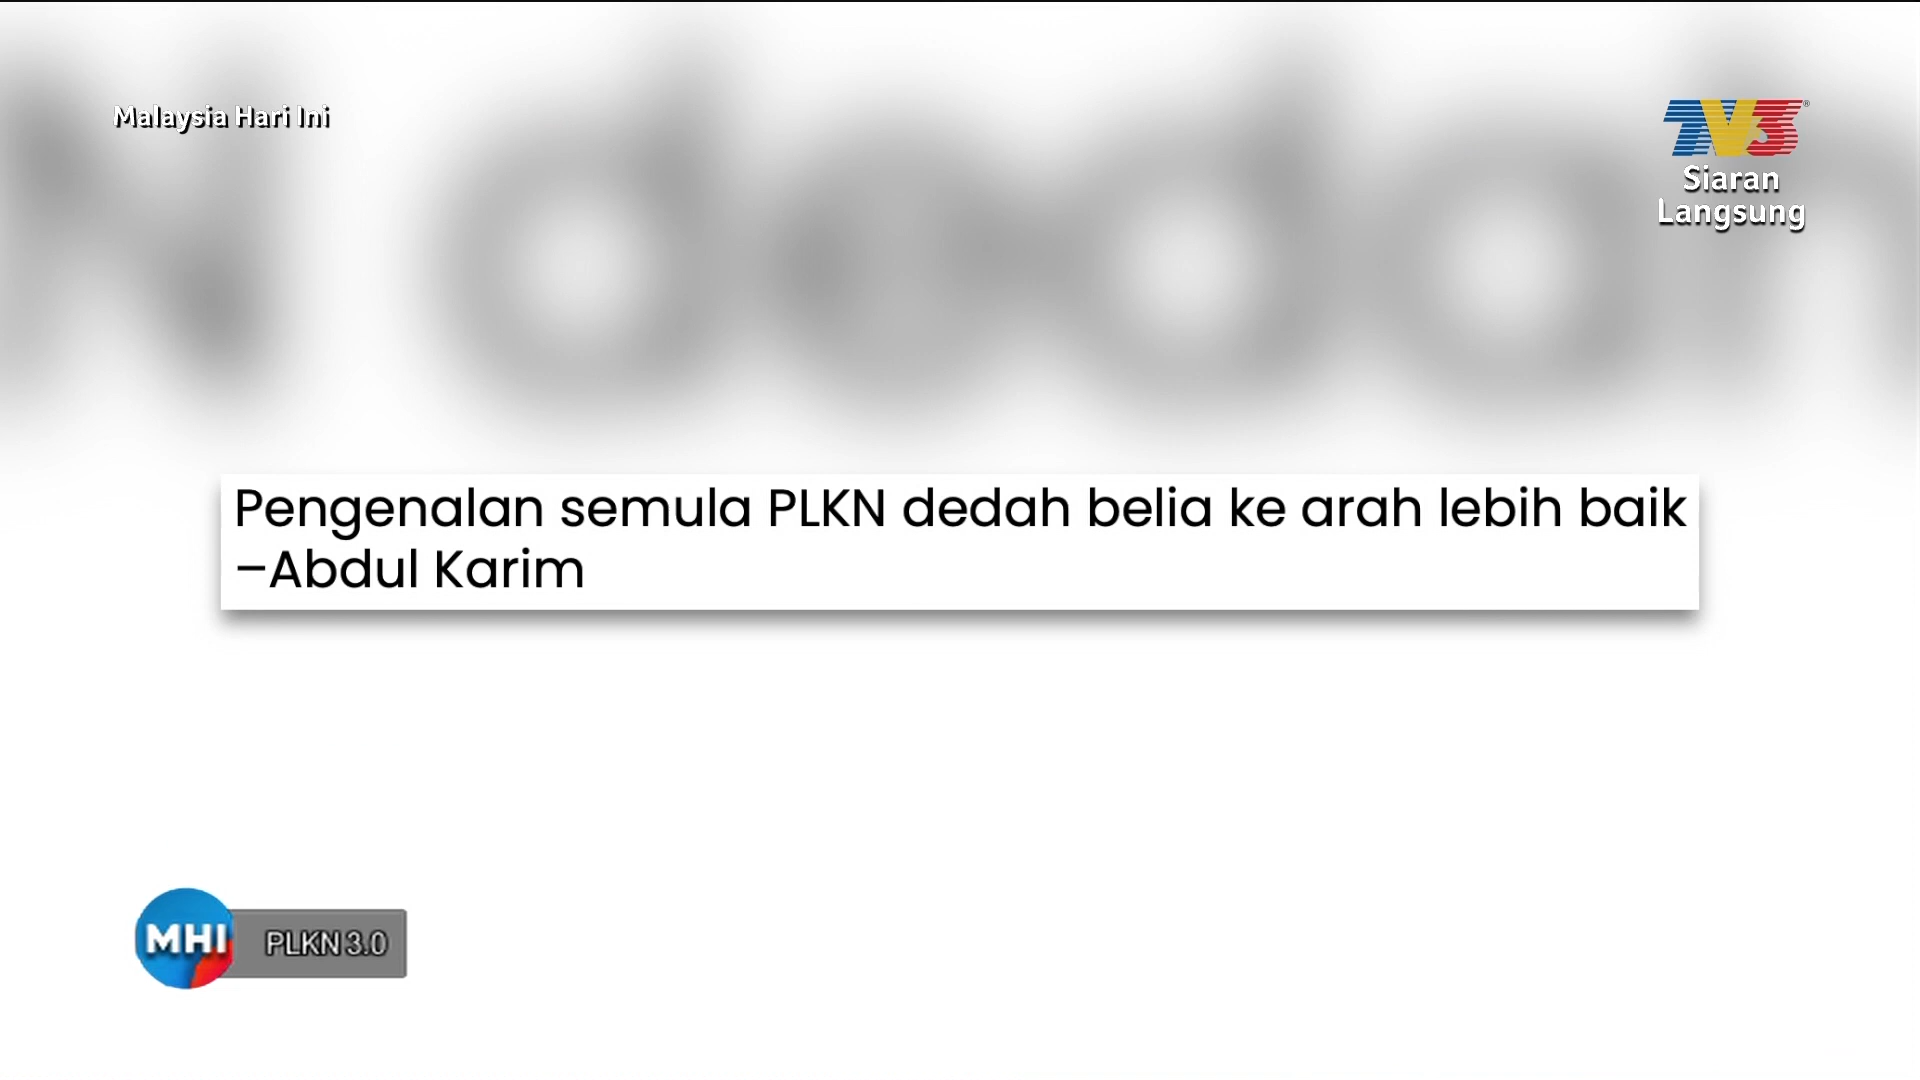 Malaysia Hari Ini
TV3
Siaran
Langsung
Pengenalan semula PLKN dedah belia ke arah lebih baik
–Abdul Karim
MHI PLKN 3.0